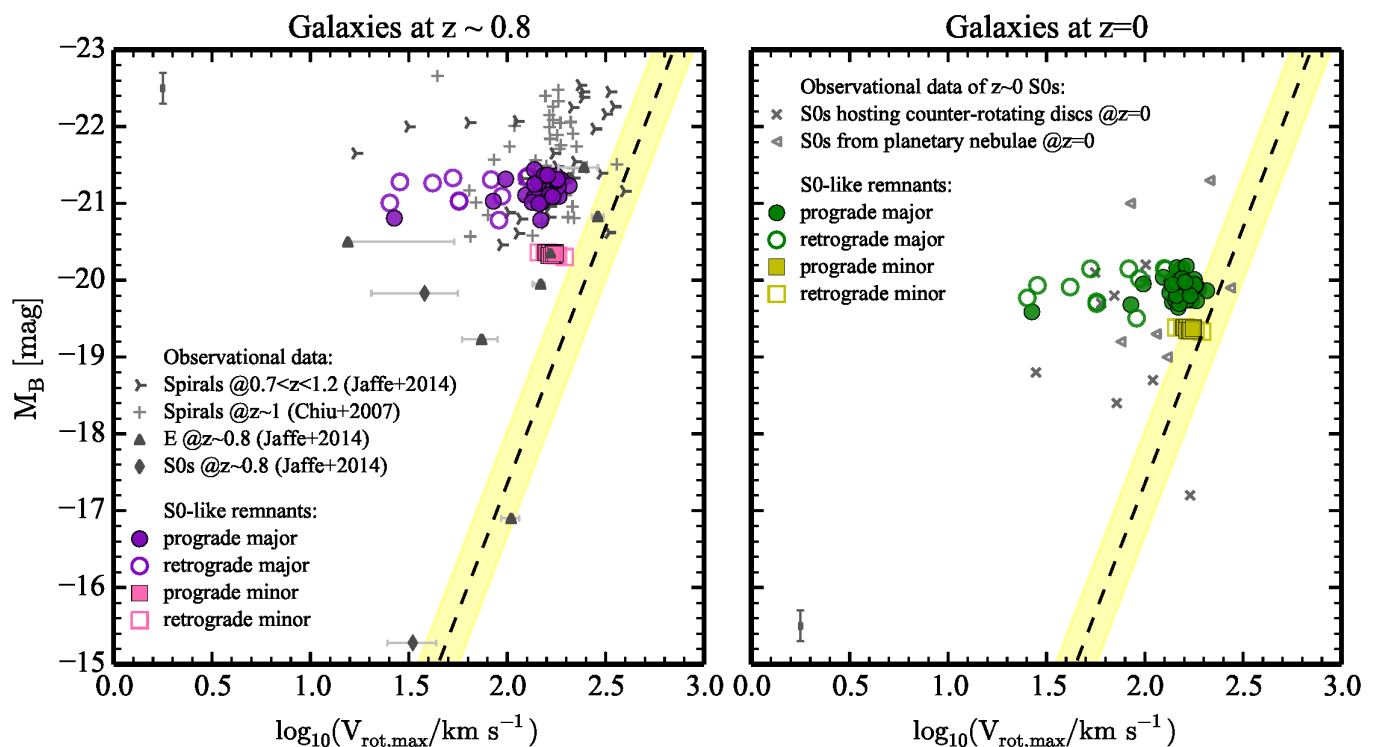 Galaxies at z ~ 0.8
Galaxies at z=0
M_B [mag]
−23
−22
−21
−20
−19
−18
−17
−16
−15
Observational data:
Spirals @0.7<z<1.2 (Jaffe+2014)
Spirals @z~1 (Chiu+2007)
E @z~0.8 (Jaffe+2014)
S0s @z~0.8 (Jaffe+2014)
S0-like remnants:
prograde major
retrograde major
prograde minor
retrograde minor
0.0 0.5 1.0 1.5 2.0 2.5 3.0
log₁₀(V_rot,max/km s⁻¹)
Observational data of z~0 S0s:
S0s hosting counter-rotating discs @z=0
S0s from planetary nebulae @z=0
S0-like remnants:
prograde major
retrograde major
prograde minor
retrograde minor
0.0 0.5 1.0 1.5 2.0 2.5 3.0
log₁₀(V_rot,max/km s⁻¹)